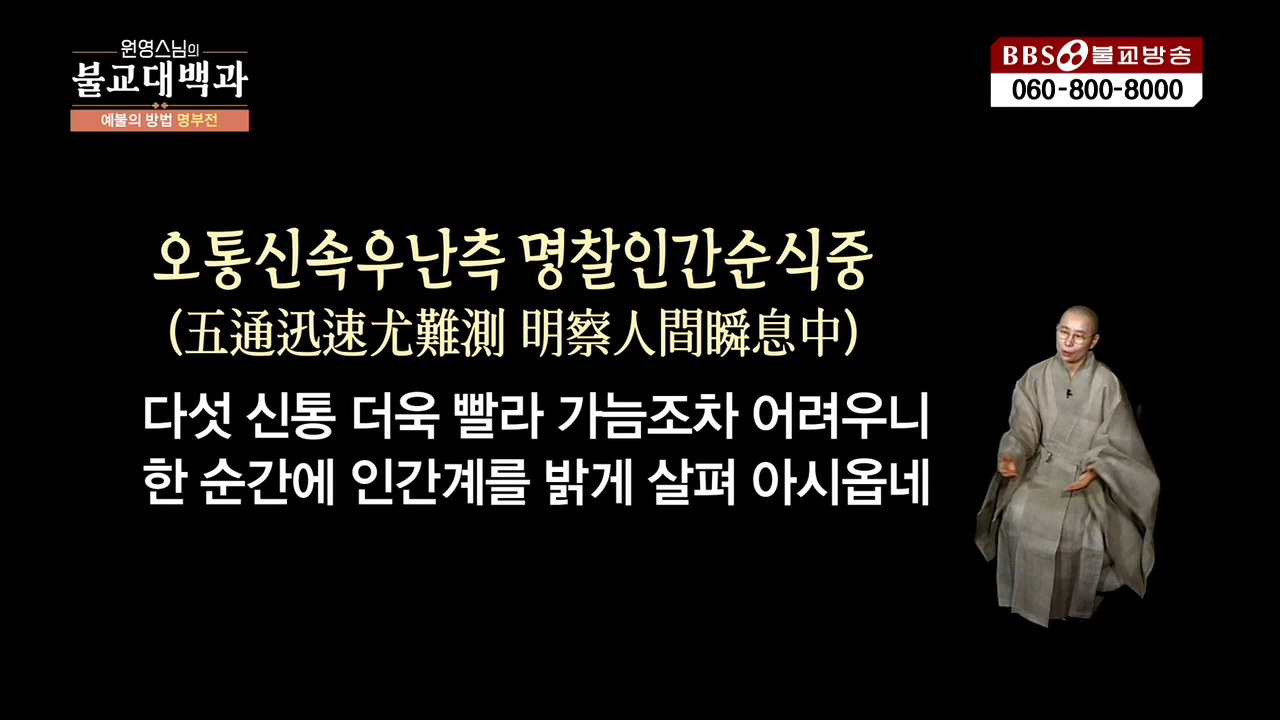 원영스님의
불교대백과
예불의 방법 명부전
BBS 불교방송
060-800-8000
오통신속우난측 명찰인간순식중
(五通迅速尤難測 明察人間瞬息中)
다섯 신통 더욱 빨라 가늠조차 어려우니
한 순간에 인간계를 밝게 살펴 아시옵네